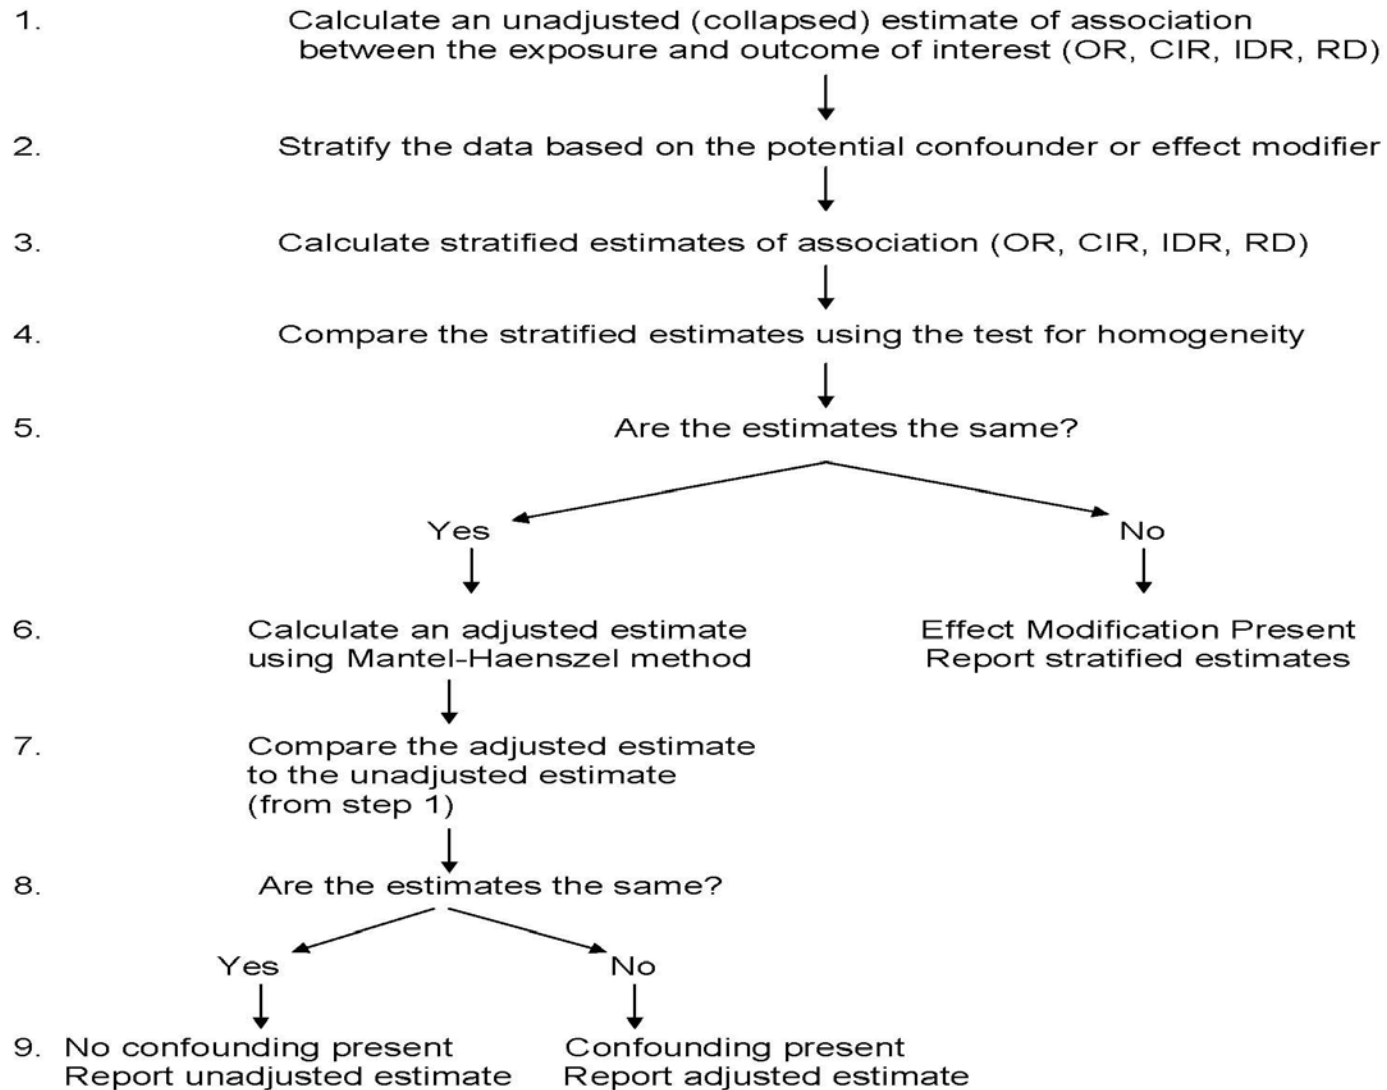 1. Calculate an unadjusted (collapsed) estimate of association
between the exposure and outcome of interest (OR, CIR, IDR, RD)
2. Stratify the data based on the potential confounder or effect modifier
3. Calculate stratified estimates of association (OR, CIR, IDR, RD)
4. Compare the stratified estimates using the test for homogeneity
5. Are the estimates the same?
Yes No
6. Calculate an adjusted estimate Effect Modification Present
using Mantel-Haenszel method Report stratified estimates
7. Compare the adjusted estimate
to the unadjusted estimate
(from step 1)
8. Are the estimates the same?
Yes No
9. No confounding present Confounding present
Report unadjusted estimate Report adjusted estimate